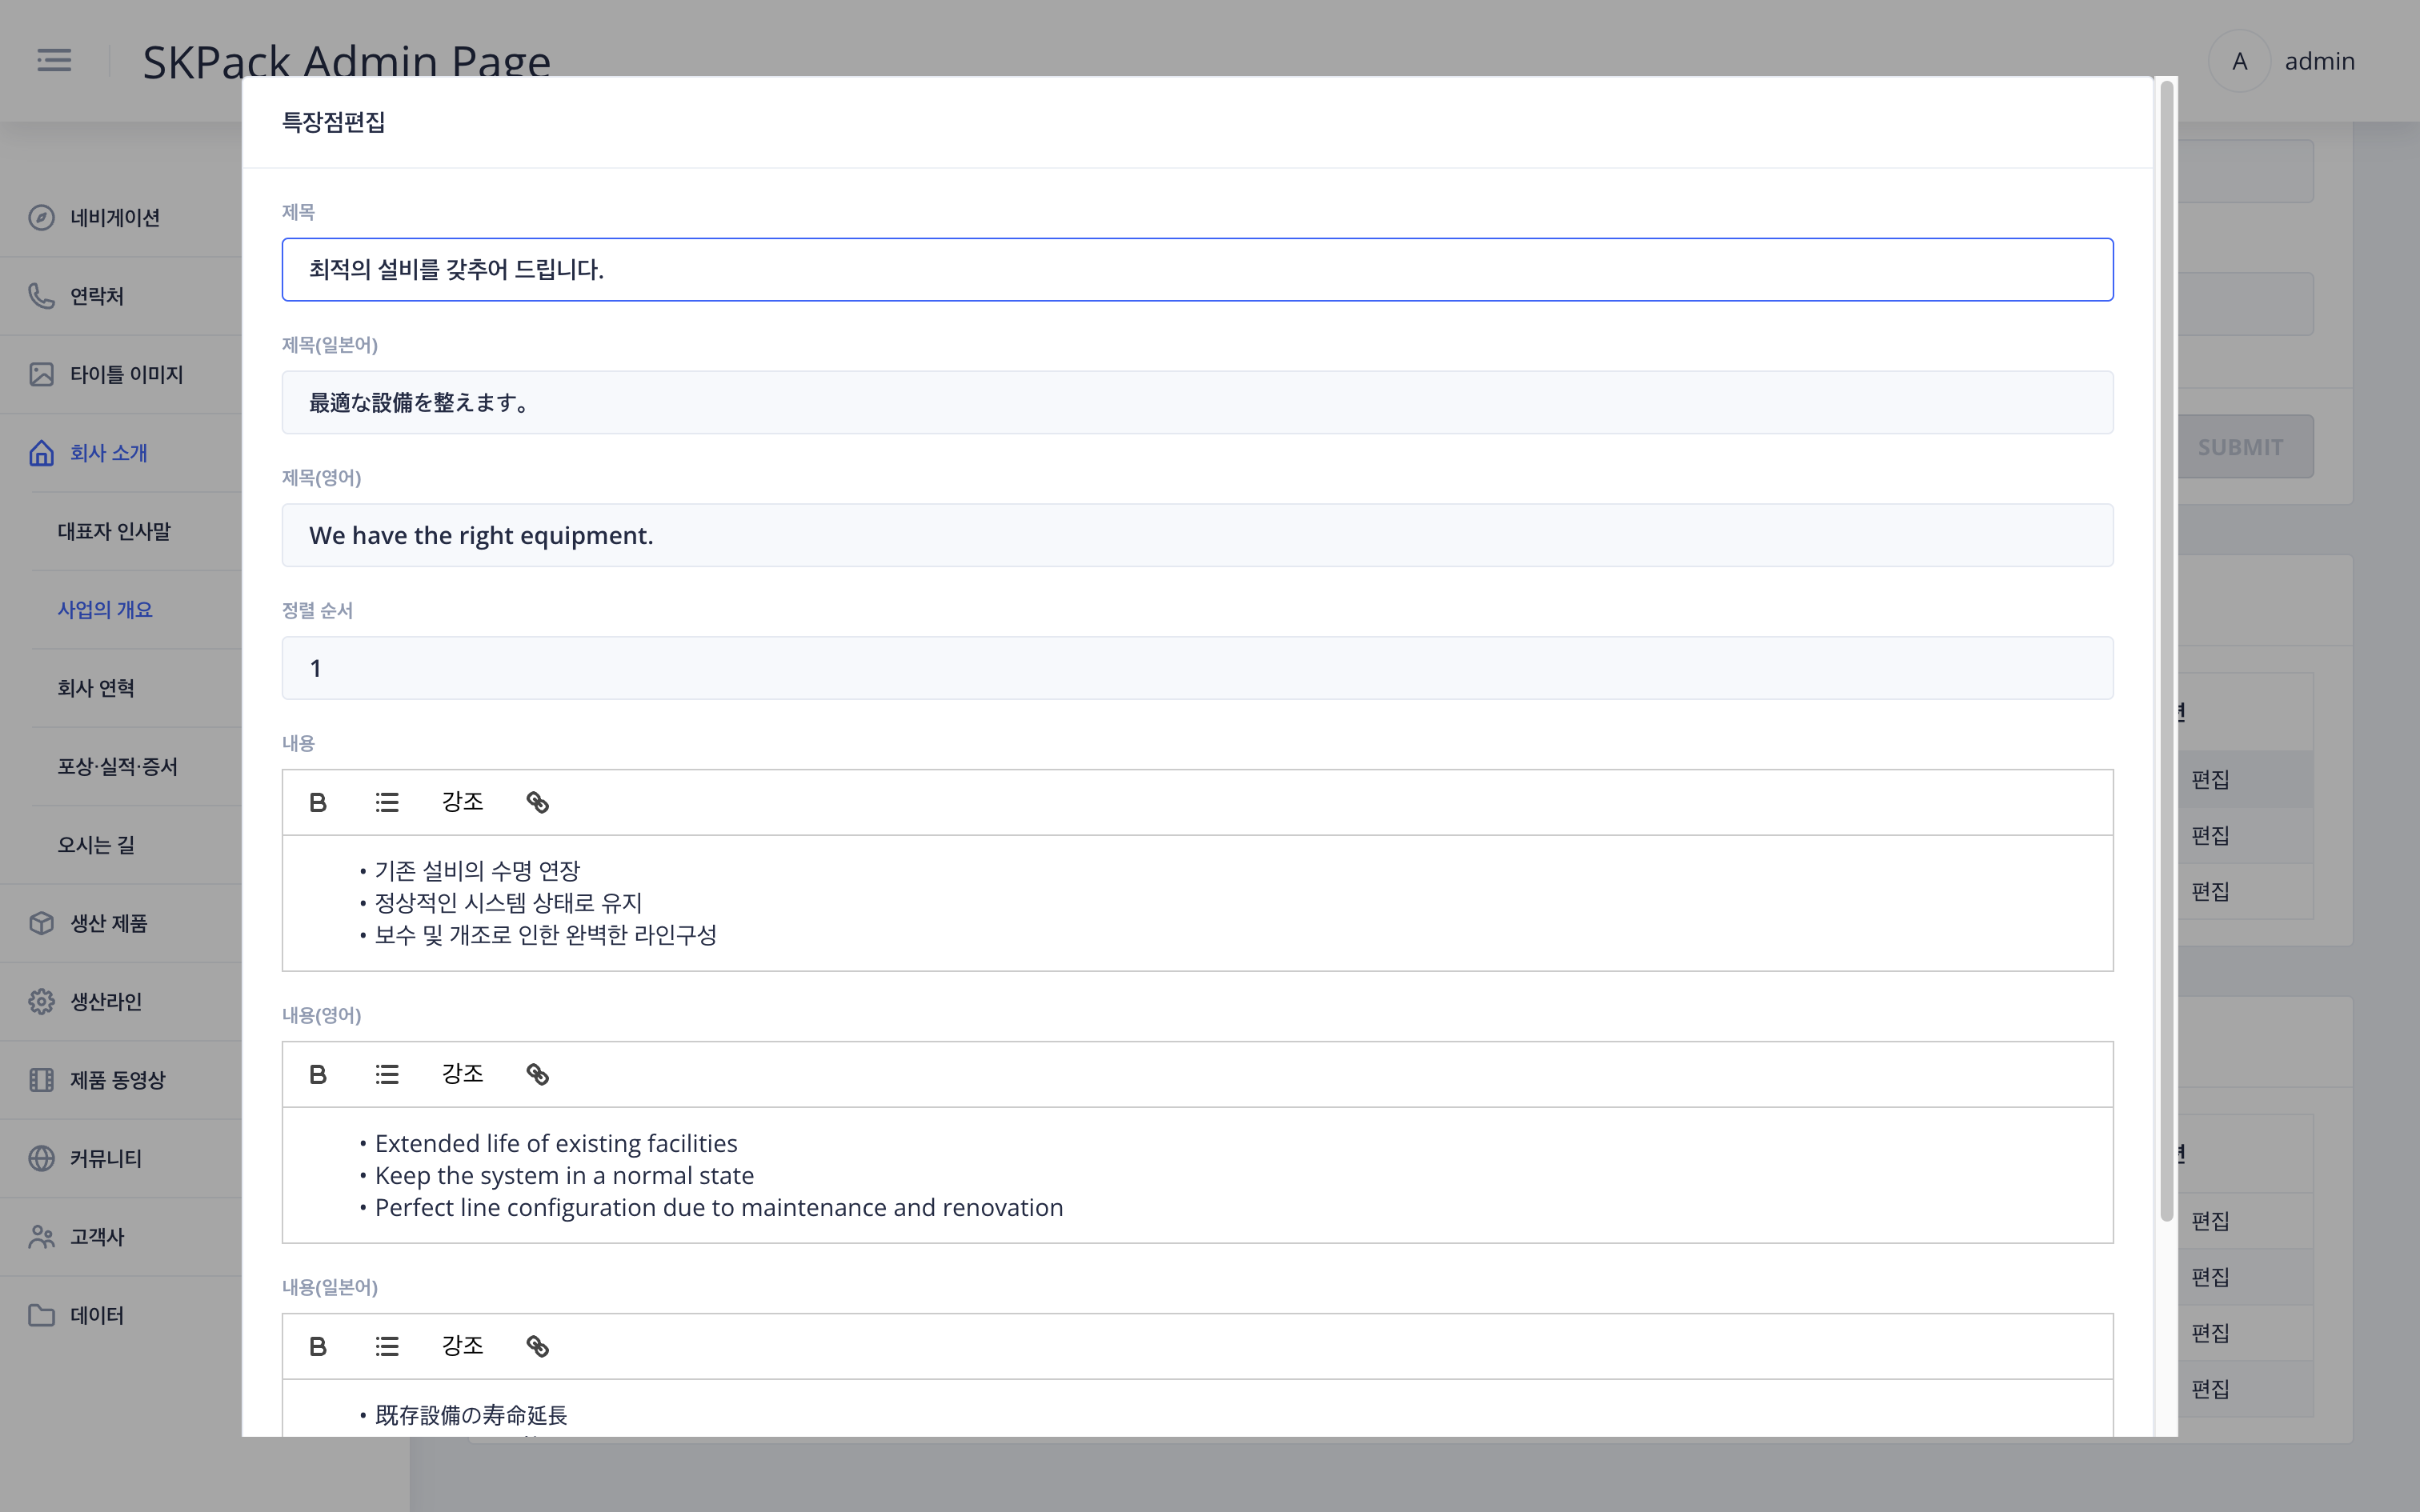 SKPack Admin Page
A admin
네비게이션
연락처
타이틀 이미지
회사 소개
대표자 인사말
사업의 개요
회사 연혁
포상·실적·증서
오시는 길
생산 제품
생산라인
제품 동영상
커뮤니티
고객사
데이터
특장점편집
제목
최적의 설비를 갖추어 드립니다.
제목(일본어)
最適な設備を整えます。
제목(영어)
We have the right equipment.
정렬 순서
1
내용
B 강조
• 기존 설비의 수명 연장
• 정상적인 시스템 상태로 유지
• 보수 및 개조로 인한 완벽한 라인구성
내용(영어)
B 강조
• Extended life of existing facilities
• Keep the system in a normal state
• Perfect line configuration due to maintenance and renovation
내용(일본어)
B 강조
• 既存設備の寿命延長
SUBMIT
편집
편집
편집
편집
편집
편집
편집